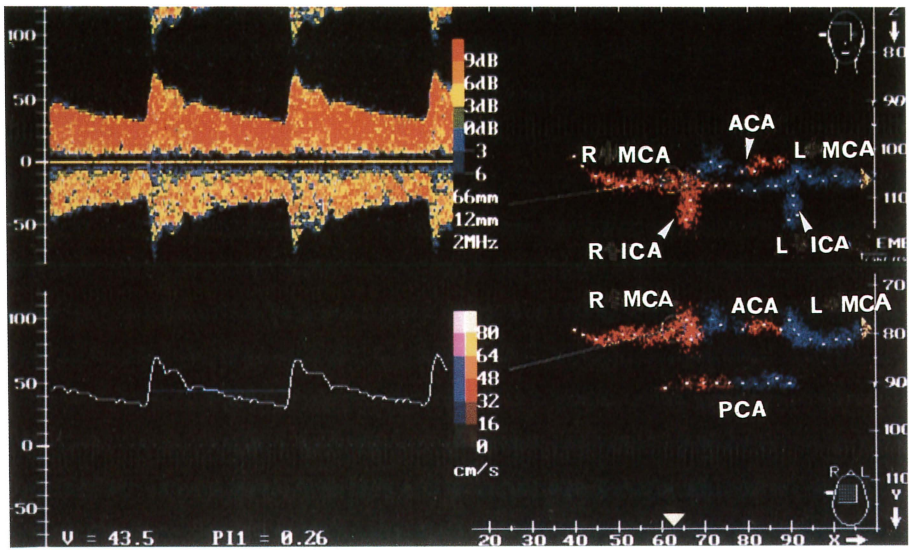 100
50
0
50
9dB
6dB
3dB
0dB
3
6
66mm
12mm
2MHz
R MCA
ACA
L MCA
R ICA
L ICA
80
90
100
110
Z
100
50
0
50
80
64
48
32
16
0
cm/s
V = 43.5 PI1 = 0.26
R MCA
ACA
L MCA
PCA
70
80
90
100
110
Y
R L
20 30 40 50 60 70 80 90 X